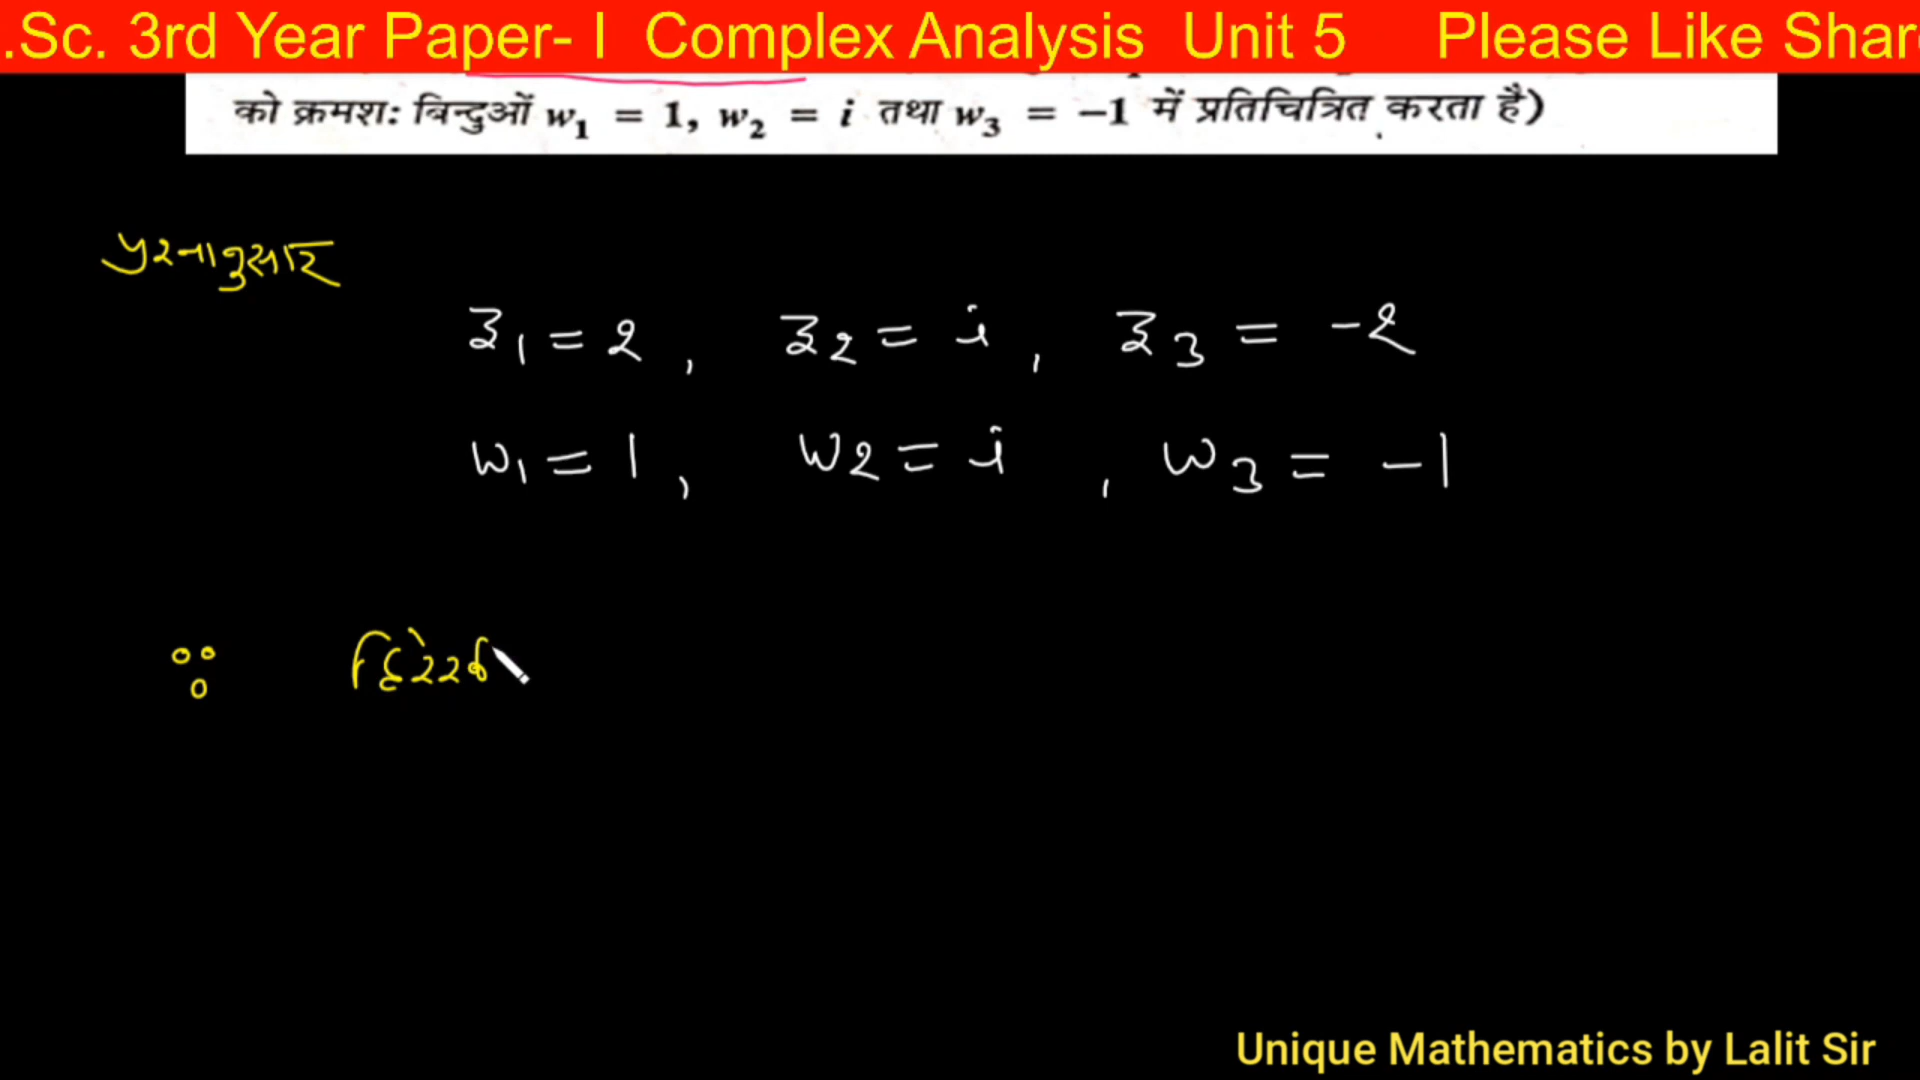 .Sc. 3rd Year Paper- I Complex Analysis Unit 5 Please Like Shar
को क्रमश: बिन्दुओं w₁ = 1, w₂ = i तथा w₃ = −1 में प्रतिचित्रित करता है)
प्रश्नानुसार
z₁ = 2 , z₂ = i , z₃ = -2
w₁ = 1 , w₂ = i , w₃ = -1
∵
Unique Mathematics by Lalit Sir